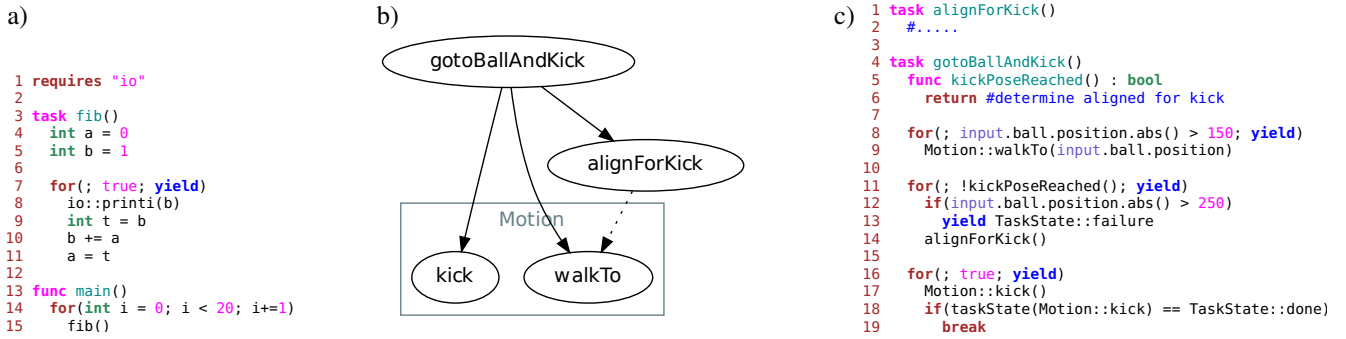 a)
1 requires "io"
2
3 task fib()
4   int a = 0
5   int b = 1
6
7   for(; true; yield)
8     io::printi(b)
9     int t = b
10     b += a
11     a = t
12
13 func main()
14   for(int i = 0; i < 20; i+=1)
15     fib()
b)
gotoBallAndKick
alignForKick
Motion
kick
walkTo
c)
1 task alignForKick()
2   #.....
3
4 task gotoBallAndKick()
5   func kickPoseReached() : bool
6     return #determine aligned for kick
7
8   for(; input.ball.position.abs() > 150; yield)
9     Motion::walkTo(input.ball.position)
10
11   for(; !kickPoseReached(); yield)
12     if(input.ball.position.abs() > 250)
13       yield TaskState::failure
14     alignForKick()
15
16   for(; true; yield)
17     Motion::kick()
18     if(taskState(Motion::kick) == TaskState::done)
19       break